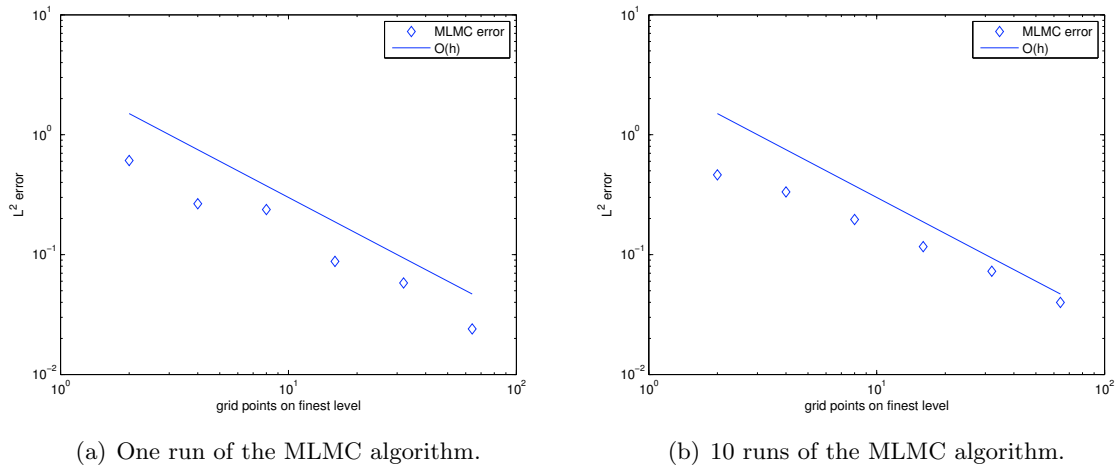 10^1
10^0
10^-1
10^-2
L^2 error
10^0
10^1
10^2
grid points on finest level
MLMC error
O(h)
(a) One run of the MLMC algorithm.
10^1
10^0
10^-1
10^-2
L^2 error
10^0
10^1
10^2
grid points on finest level
MLMC error
O(h)
(b) 10 runs of the MLMC algorithm.